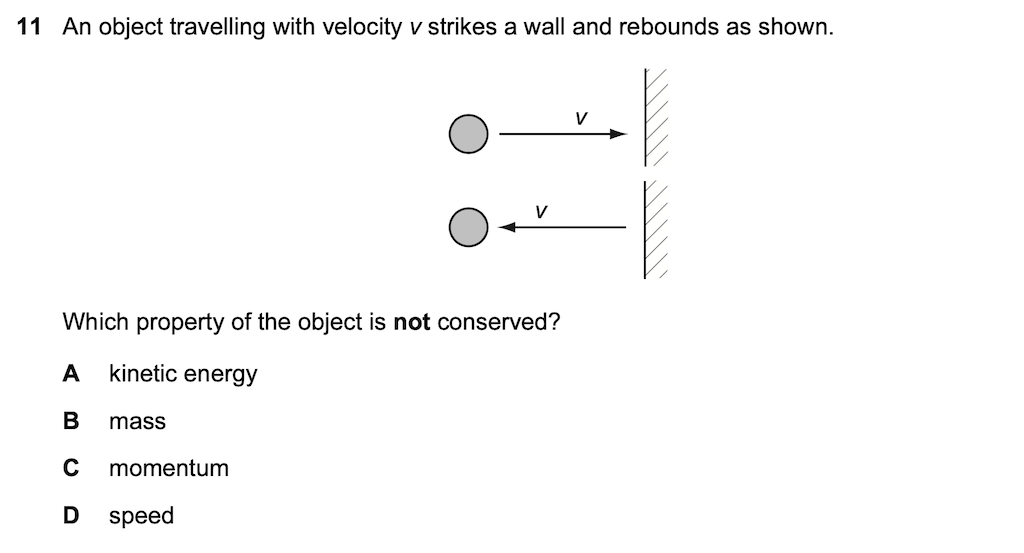 11 An object travelling with velocity v strikes a wall and rebounds as shown.
v
v
Which property of the object is not conserved?
A kinetic energy
B mass
C momentum
D speed